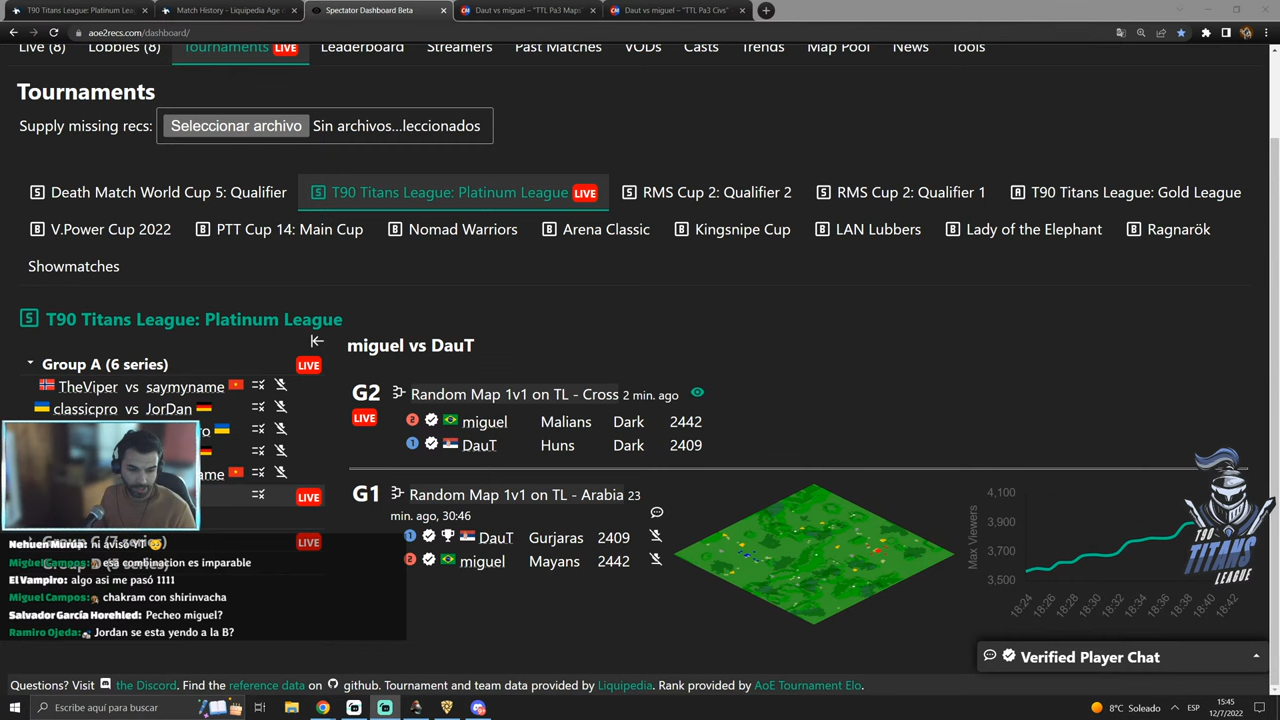 T90 Titans League: Platinum Leag
Match History - Liquipedia Age
Spectator Dashboard Beta
Daut vs miguel – "TTL Pa3 Maps
Daut vs miguel – "TTL Pa3 Civs
aoe2recs.com/dashboard/
Live (8) Lobbies (8) Tournaments LIVE Leaderboard Streamers Past Matches VODs Casts Trends Map Pool News Tools
Tournaments
Supply missing recs: Seleccionar archivo Sin archivos...leccionados
S Death Match World Cup 5: Qualifier S T90 Titans League: Platinum League LIVE S RMS Cup 2: Qualifier 2 S RMS Cup 2: Qualifier 1 A T90 Titans League: Gold League
B V.Power Cup 2022 B PTT Cup 14: Main Cup B Nomad Warriors B Arena Classic B Kingsnipe Cup B LAN Lubbers B Lady of the Elephant B Ragnarök
Showmatches
S T90 Titans League: Platinum League
miguel vs DauT
Group A (6 series) LIVE
TheViper vs saymyname
classicpro vs JorDan
LIVE
LIVE
G2 Random Map 1v1 on TL - Cross 2 min. ago
LIVE 2 miguel Malians Dark 2442
1 DauT Huns Dark 2409
G1 Random Map 1v1 on TL - Arabia 23
min. ago, 30:46
1 DauT Gurjaras 2409
2 miguel Mayans 2442
Max Viewers
4,100
3,900
3,700
3,500
18:24 18:26 18:28 18:30 18:32 18:34 18:36 18:38 18:40 18:42
T90 TITANS LEAGUE
Miguel Campos: esa combinacion es imparable
El Vampiro: algo asi me pasó 1111
Miguel Campos: chakram con shirinvacha
Salvador García Horehled: Pecheo miguel?
Ramiro Ojeda: Jordan se esta yendo a la B?
Verified Player Chat
Questions? Visit the Discord. Find the reference data on github. Tournament and team data provided by Liquipedia. Rank provided by AoE Tournament Elo.
Escribe aquí para buscar
8°C Soleado
ESP
15:45
12/7/2022